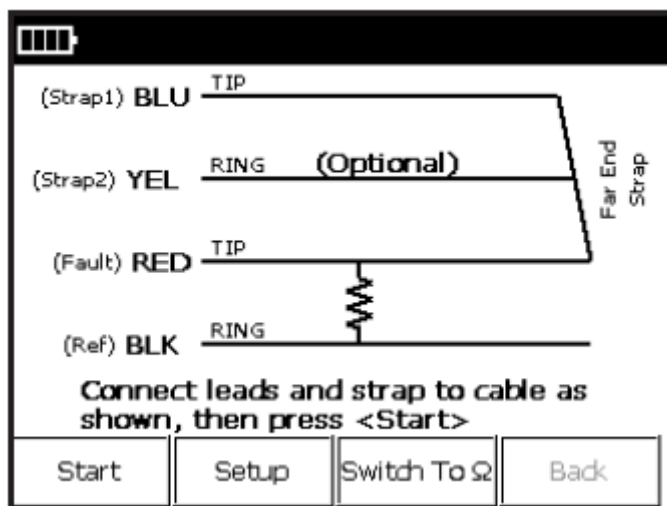 (Strap1) BLU TIP
(Strap2) YEL RING (Optional)
Far End
Strap
(Fault) RED TIP
(Ref) BLK RING
Connect leads and strap to cable as
shown, then press <Start>
Start Setup Switch To Ω Back